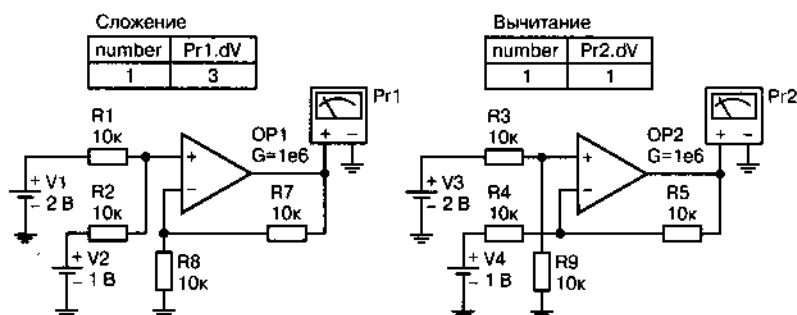 Сложение
number Pr1.dV
1 3
Pr1
R1
10к
OP1
G=1e6
V1
2 В
R2
10к
R7
10к
V2
1 В
R8
10к
Вычитание
number Pr2.dV
1 1
Pr2
R3
10к
OP2
G=1e6
V3
2 В
R4
10к
R5
10к
V4
1 В
R9
10к